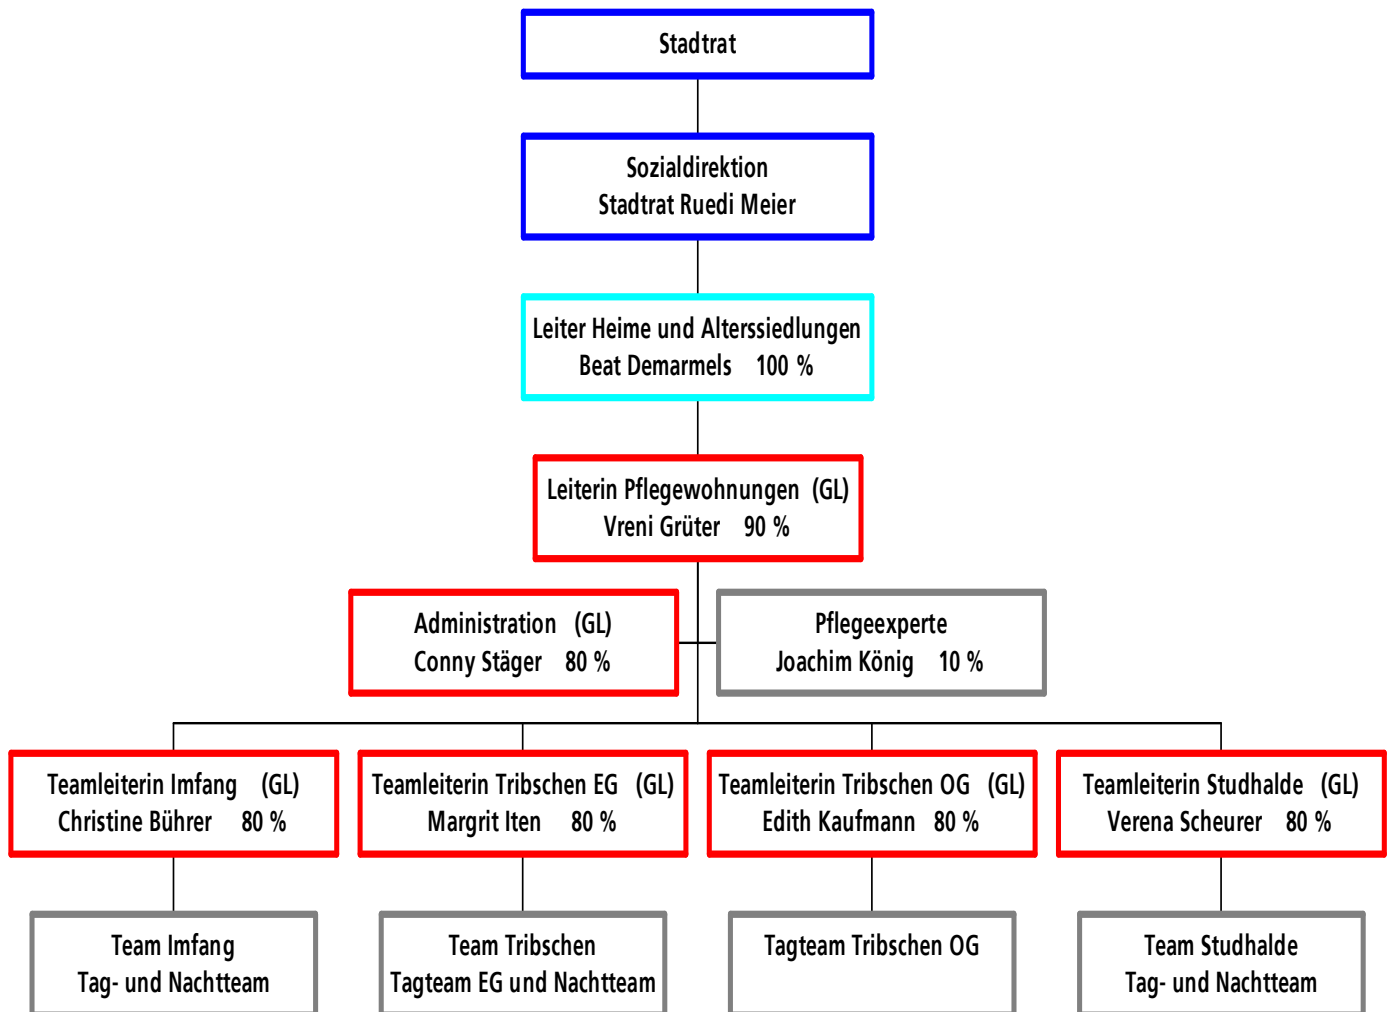 Stadtrat
Sozialdirektion
Stadtrat Ruedi Meier
Leiter Heime und Alterssiedlungen
Beat Demarmels 100 %
Leiterin Pflegewohnungen (GL)
Vreni Grüter 90 %
Administration (GL)
Conny Stäger 80 %
Pflegeexperte
Joachim König 10 %
Teamleiterin Imfang (GL)
Christine Bührer 80 %
Teamleiterin Tribschen EG (GL)
Margrit Iten 80 %
Teamleiterin Tribschen OG (GL)
Edith Kaufmann 80 %
Teamleiterin Studhalde (GL)
Verena Scheurer 80 %
Team Imfang
Tag- und Nachtteam
Team Tribschen
Tagteam EG und Nachtteam
Tagteam Tribschen OG
Team Studhalde
Tag- und Nachtteam